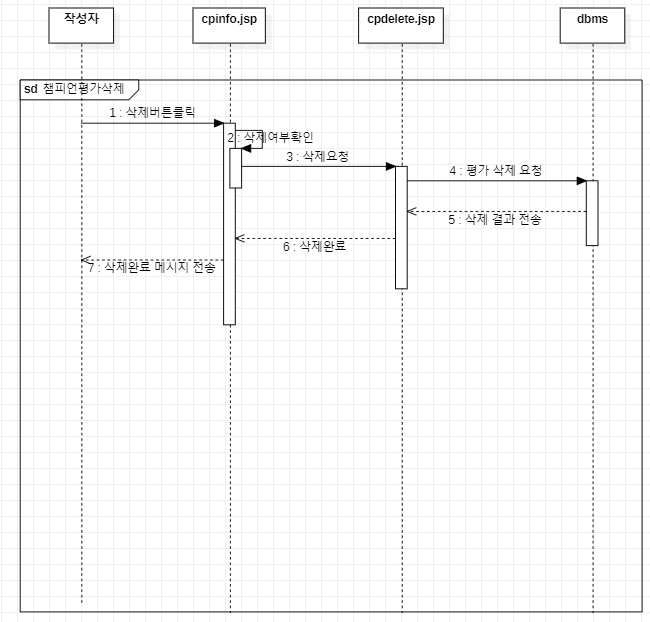 작성자
cpinfo.jsp
cpdelete.jsp
dbms
sd 챔피언평가삭제
1 : 삭제버튼클릭
2 : 삭제여부확인
3 : 삭제요청
4 : 평가 삭제 요청
5 : 삭제 결과 전송
6 : 삭제완료
7 : 삭제완료 메시지 전송